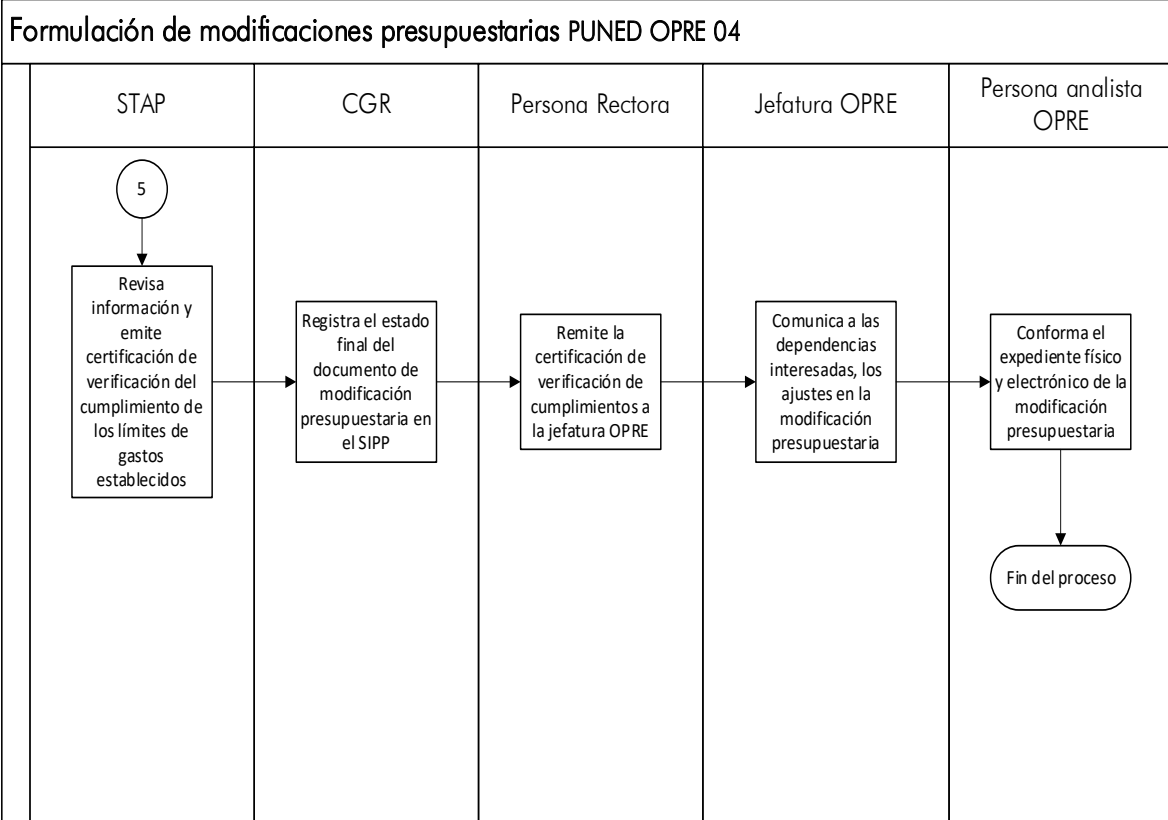 Formulación de modificaciones presupuestarias PUNED OPRE 04
STAP
CGR
Persona Rectora
Jefatura OPRE
Persona analista
OPRE
5
Revisa
información y
emite
certificación de
verificación del
cumplimiento de
los límites de
gastos
establecidos
Registra el estado
final del
documento de
modificación
presupuestaria en
el SIPP
Remite la
certificación de
verificación de
cumplimientos a
la jefatura OPRE
Comunica a las
dependencias
interesadas, los
ajustes en la
modificación
presupuestaria
Conforma el
expediente físico
y electrónico de la
modificación
presupuestaria
Fin del proceso